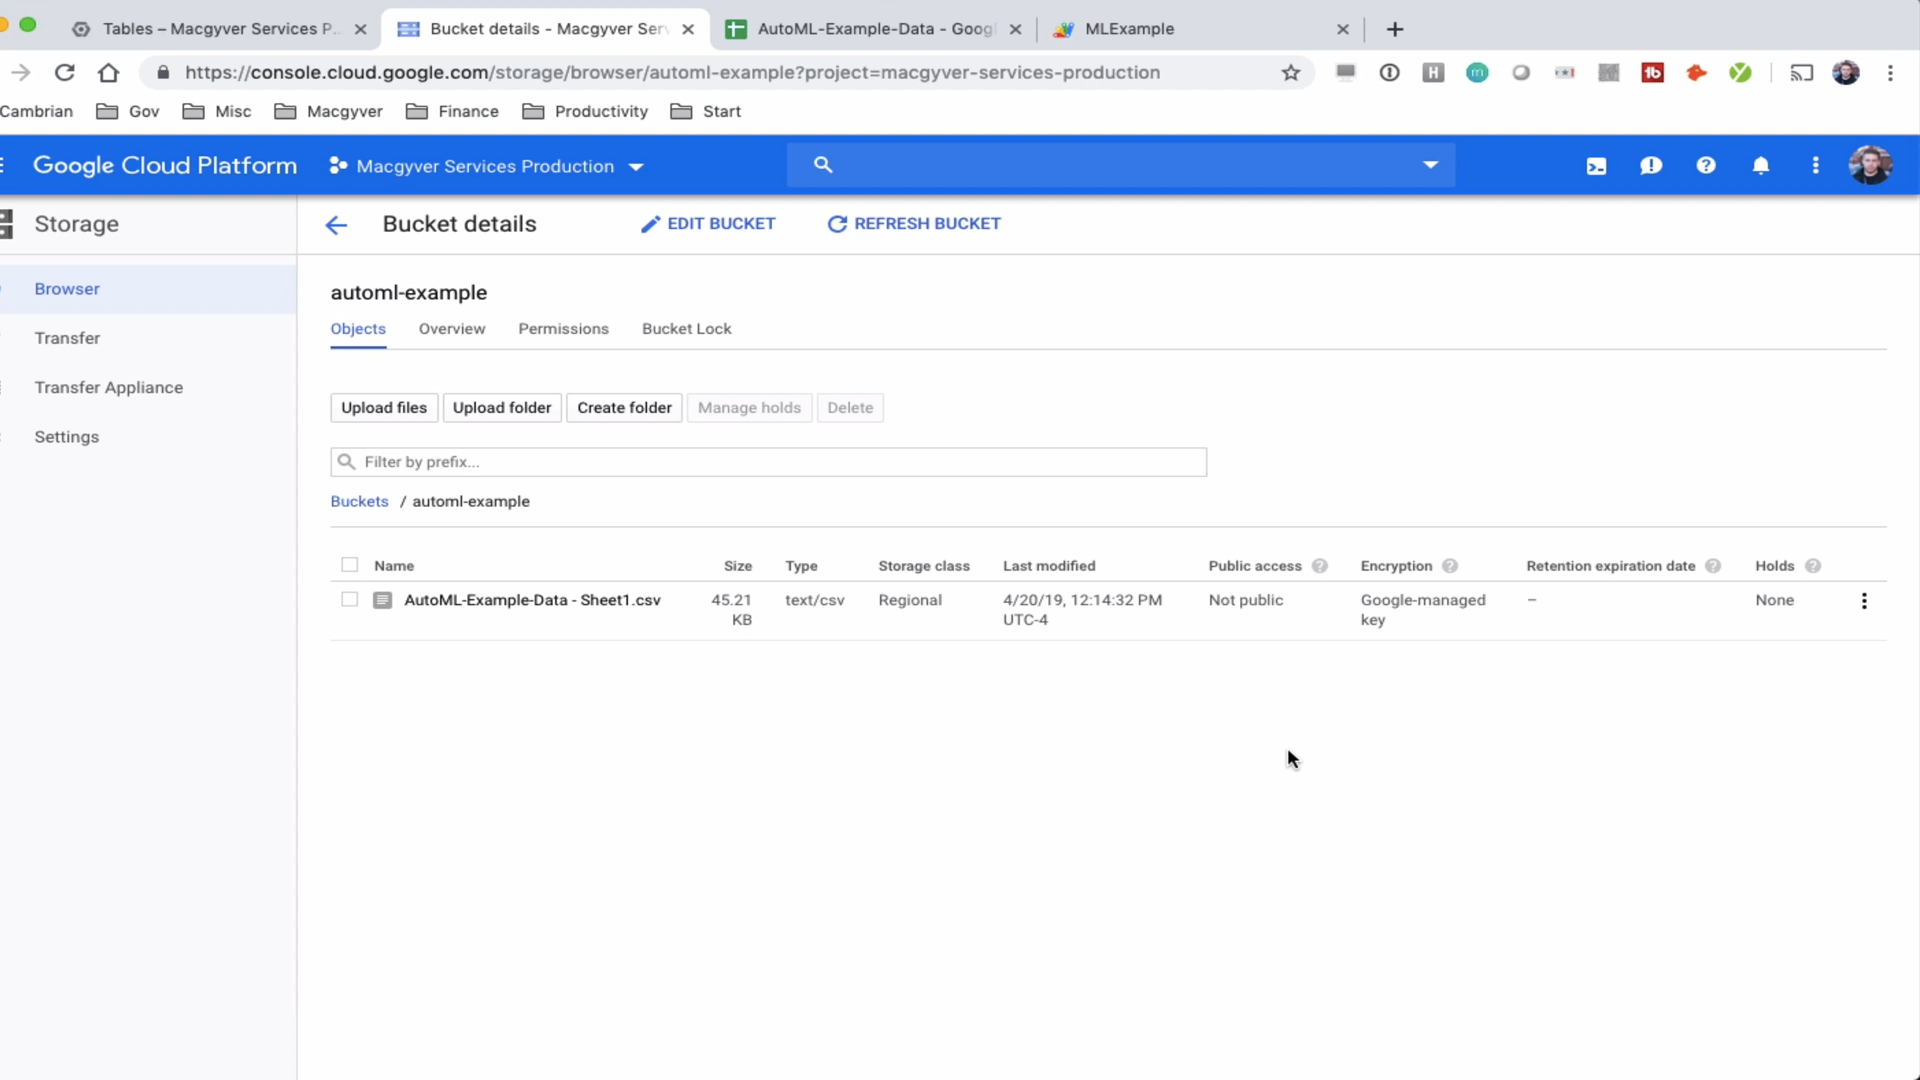 Tables – Macgyver Services P
Bucket details - Macgyver Ser
AutoML-Example-Data - Goog
MLExample
https://console.cloud.google.com/storage/browser/automl-example?project=macgyver-services-production
Cambrian Gov Misc Macgyver Finance Productivity Start
Google Cloud Platform Macgyver Services Production
Storage
Bucket details EDIT BUCKET REFRESH BUCKET
Browser
Transfer
Transfer Appliance
Settings
automl-example
Objects Overview Permissions Bucket Lock
Upload files Upload folder Create folder Manage holds Delete
Filter by prefix...
Buckets / automl-example
Name Size Type Storage class Last modified Public access Encryption Retention expiration date Holds
AutoML-Example-Data - Sheet1.csv 45.21 text/csv Regional 4/20/19, 12:14:32 PM Not public Google-managed – None
KB UTC-4 key